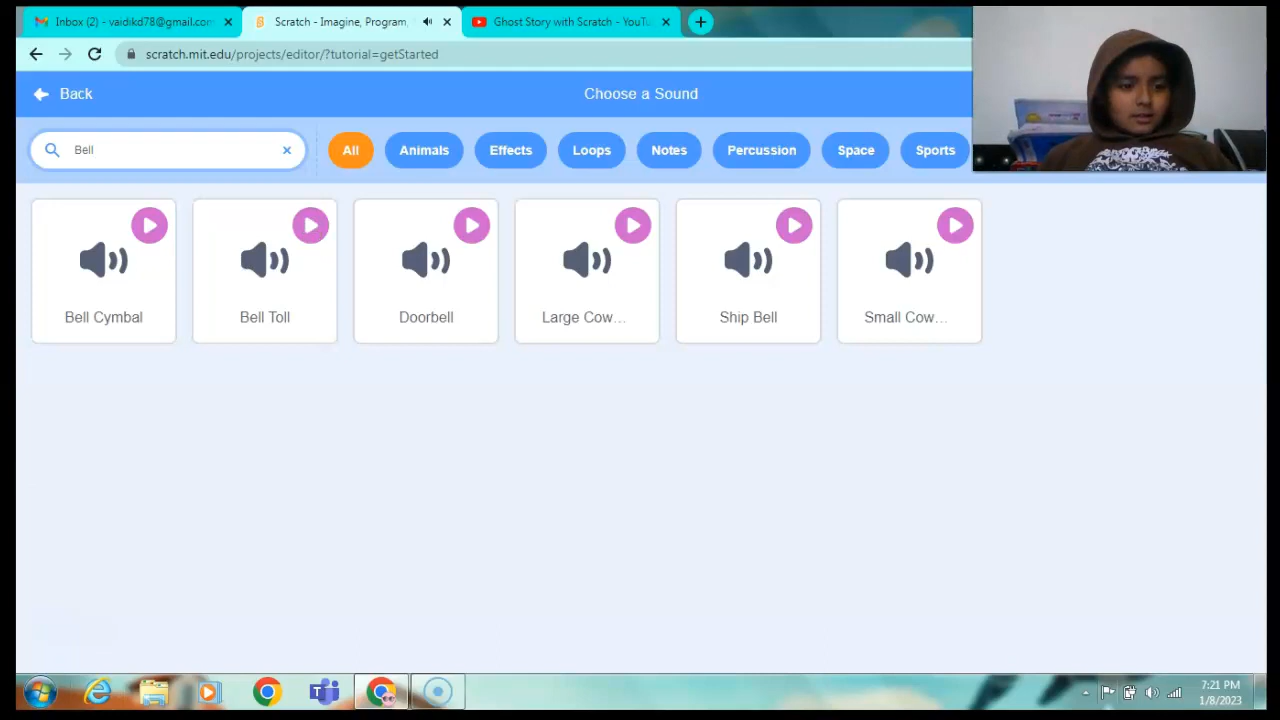 Inbox (2) - vaidikd78@gmail.com
Scratch - Imagine, Program,
Ghost Story with Scratch - YouTu
scratch.mit.edu/projects/editor/?tutorial=getStarted
Back
Choose a Sound
Bell
All
Animals
Effects
Loops
Notes
Percussion
Space
Sports
Bell Cymbal
Bell Toll
Doorbell
Large Cow...
Ship Bell
Small Cow...
7:21 PM
1/8/2023